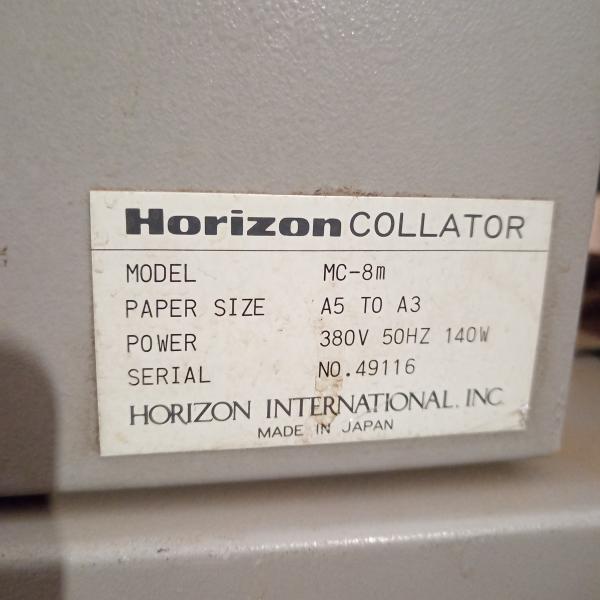 Horizon COLLATOR
MODEL MC-8m
PAPER SIZE A5 TO A3
POWER 380V 50HZ 140W
SERIAL NO.49116
HORIZON INTERNATIONAL. INC.
MADE IN JAPAN